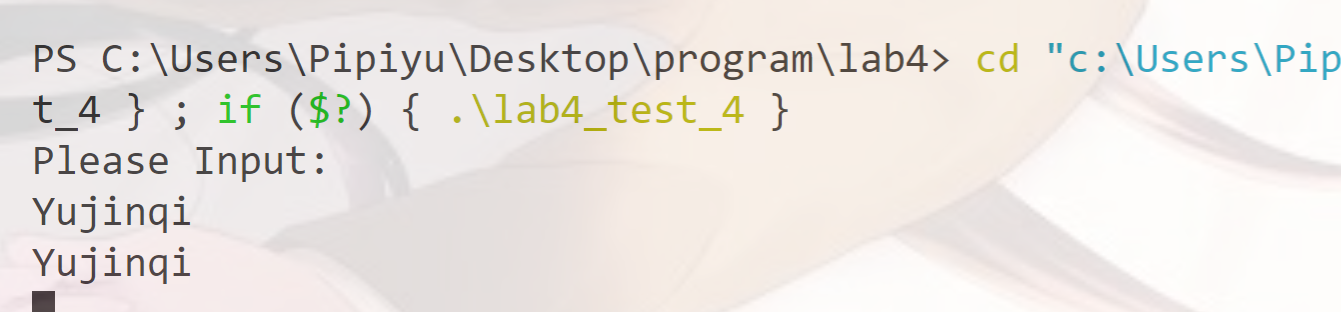 PS C:\Users\Pipiyu\Desktop\program\lab4> cd "c:\Users\Pip
t_4 } ; if ($?) { .\lab4_test_4 }
Please Input:
Yujinqi
Yujinqi